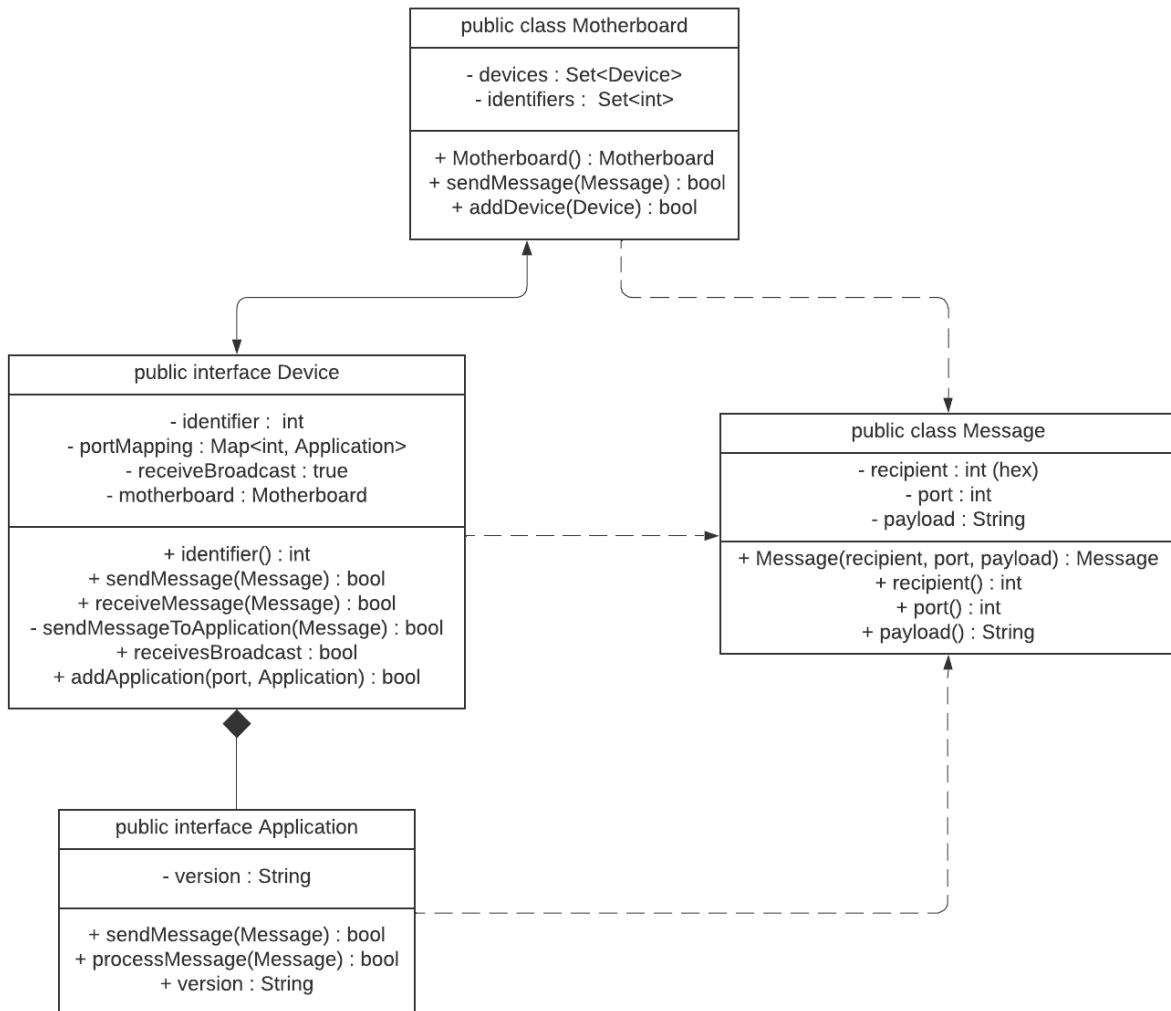 public class Motherboard
- devices : Set<Device>
- identifiers :  Set<int>
+ Motherboard() : Motherboard
+ sendMessage(Message) : bool
+ addDevice(Device) : bool
public interface Device
- identifier :  int
- portMapping : Map<int, Application>
- receiveBroadcast : true
- motherboard : Motherboard
+ identifier() : int
+ sendMessage(Message) : bool
+ receiveMessage(Message) : bool
- sendMessageToApplication(Message) : bool
+ receivesBroadcast : bool
+ addApplication(port, Application) : bool
public class Message
- recipient : int (hex)
- port : int
- payload : String
+ Message(recipient, port, payload) : Message
+ recipient() : int
+ port() : int
+ payload() : String
public interface Application
- version : String
+ sendMessage(Message) : bool
+ processMessage(Message) : bool
+ version : String